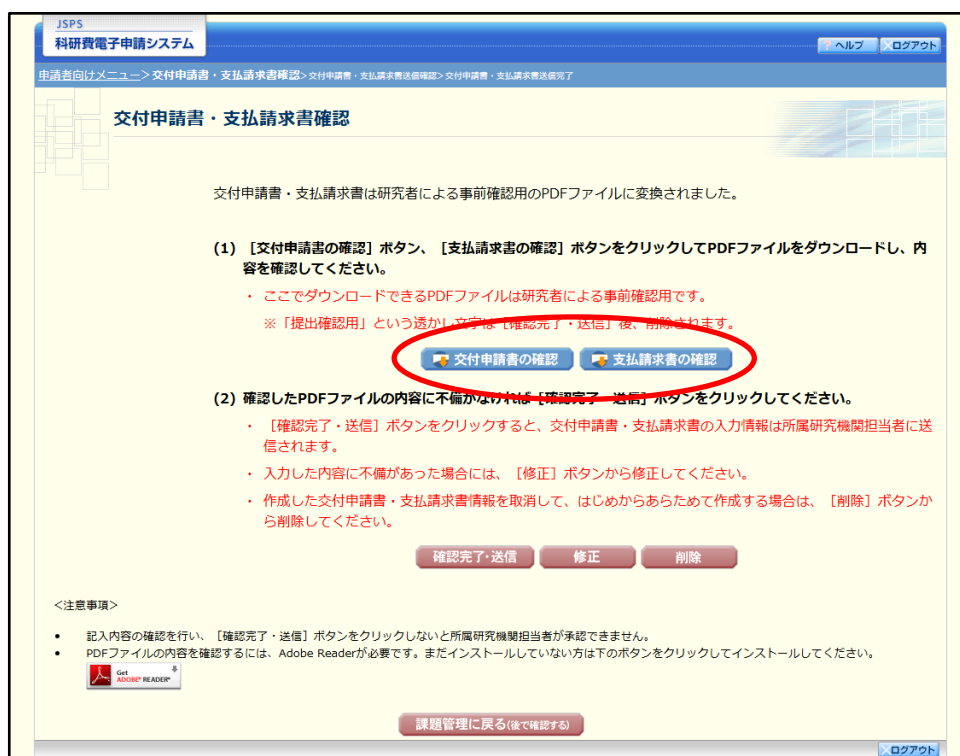 JSPS
科研費電子申請システム
ヘルプ
ログアウト
申請者向けメニュー>交付申請書・支払請求書確認>交付申請書・支払請求書送信確認>交付申請書・支払請求書送信完了
交付申請書・支払請求書確認
交付申請書・支払請求書は研究者による事前確認用のPDFファイルに変換されました。
(1) [交付申請書の確認] ボタン、 [支払請求書の確認] ボタンをクリックしてPDFファイルをダウンロードし、内
容を確認してください。
・ ここでダウンロードできるPDFファイルは研究者による事前確認用です。
※「提出確認用」という透かし文字は [確認完了・送信] 後、削除されます。
交付申請書の確認
支払請求書の確認
(2) 確認したPDFファイルの内容に不備がなければ [確認完了・送信] ボタンをクリックしてください。
・ [確認完了・送信] ボタンをクリックすると、交付申請書・支払請求書の入力情報は所属研究機関担当者に送
信されます。
・ 入力した内容に不備があった場合には、 [修正] ボタンから修正してください。
・ 作成した交付申請書・支払請求書情報を取消して、はじめからあらためて作成する場合は、 [削除] ボタンか
ら削除してください。
確認完了・送信
修正
削除
<注意事項>
• 記入内容の確認を行い、 [確認完了・送信] ボタンをクリックしないと所属研究機関担当者が承認できません。
• PDFファイルの内容を確認するには、Adobe Readerが必要です。まだインストールしていない方は下のボタンをクリックしてインストールしてください。
Get
ADOBE® READER®
課題管理に戻る(後で確認する)
ログアウト